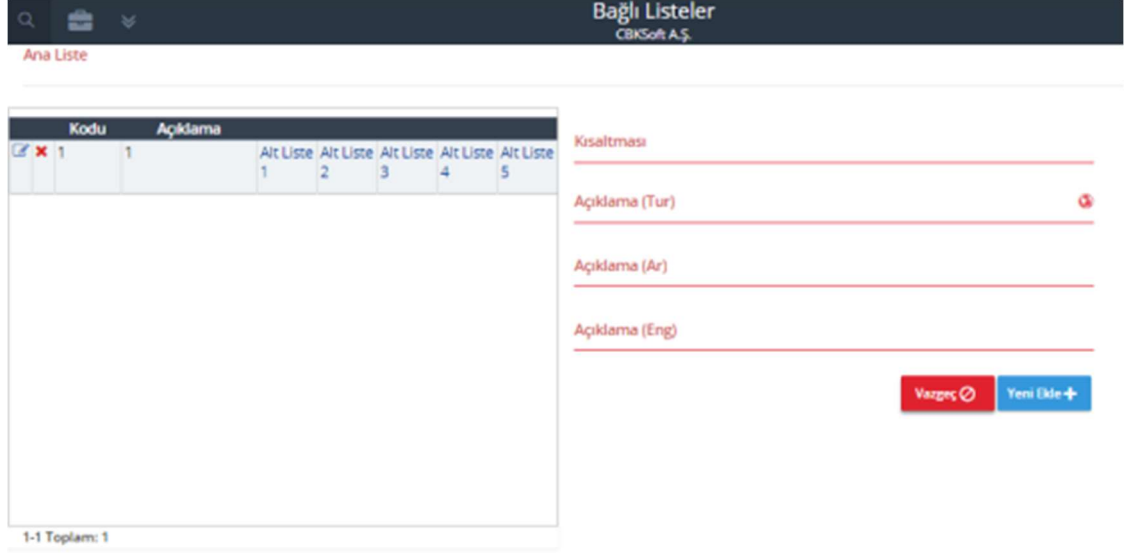 Bağlı Listeler
CBKSoft A.Ş.
Ana Liste
Kodu Açıklama
1 1 Alt Liste 1 Alt Liste 2 Alt Liste 3 Alt Liste 4 Alt Liste 5
1-1 Toplam: 1
Kısaltması
Açıklama (Tur)
Açıklama (Ar)
Açıklama (Eng)
Vazgeç Yeni Ekle